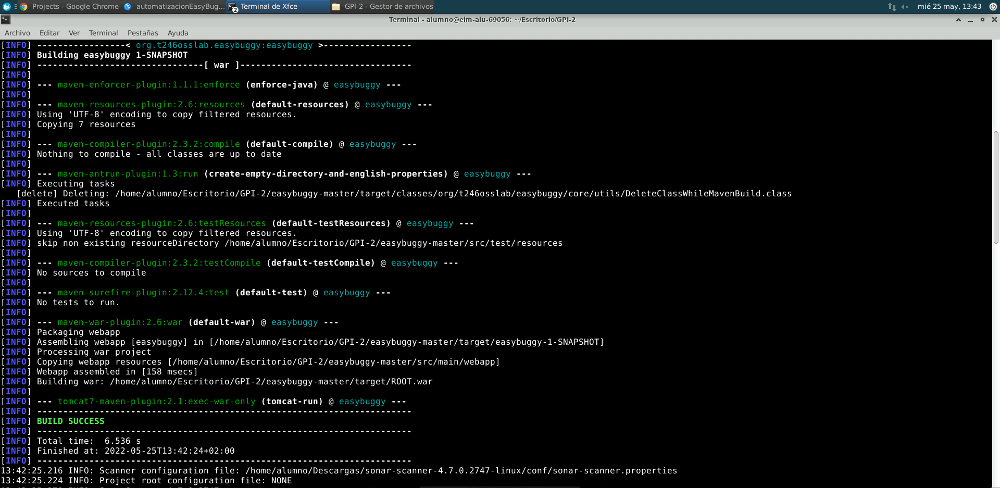 Projects - Google Chrome
automatizacionEasyBug...
2
Terminal de Xfce
GPI-2 - Gestor de archivos
mié 25 may, 13:43
Terminal - alumno@eim-alu-69056: ~/Escritorio/GPI-2
Archivo Editar Ver Terminal Pestañas Ayuda
[INFO] -----------------< org.t246osslab.easybuggy:easybuggy >-----------------
[INFO] Building easybuggy 1-SNAPSHOT
[INFO] --------------------------------[ war ]---------------------------------
[INFO]
[INFO] --- maven-enforcer-plugin:1.1.1:enforce (enforce-java) @ easybuggy ---
[INFO]
[INFO] --- maven-resources-plugin:2.6:resources (default-resources) @ easybuggy ---
[INFO] Using 'UTF-8' encoding to copy filtered resources.
[INFO] Copying 7 resources
[INFO]
[INFO] --- maven-compiler-plugin:2.3.2:compile (default-compile) @ easybuggy ---
[INFO] Nothing to compile - all classes are up to date
[INFO]
[INFO] --- maven-antrun-plugin:1.3:run (create-empty-directory-and-english-properties) @ easybuggy ---
[INFO] Executing tasks
   [delete] Deleting: /home/alumno/Escritorio/GPI-2/easybuggy-master/target/classes/org/t246osslab/easybuggy/core/utils/DeleteClassWhileMavenBuild.class
[INFO] Executed tasks
[INFO]
[INFO] --- maven-resources-plugin:2.6:testResources (default-testResources) @ easybuggy ---
[INFO] Using 'UTF-8' encoding to copy filtered resources.
[INFO] skip non existing resourceDirectory /home/alumno/Escritorio/GPI-2/easybuggy-master/src/test/resources
[INFO]
[INFO] --- maven-compiler-plugin:2.3.2:testCompile (default-testCompile) @ easybuggy ---
[INFO] No sources to compile
[INFO]
[INFO] --- maven-surefire-plugin:2.12.4:test (default-test) @ easybuggy ---
[INFO] No tests to run.
[INFO]
[INFO] --- maven-war-plugin:2.6:war (default-war) @ easybuggy ---
[INFO] Packaging webapp
[INFO] Assembling webapp [easybuggy] in [/home/alumno/Escritorio/GPI-2/easybuggy-master/target/easybuggy-1-SNAPSHOT]
[INFO] Processing war project
[INFO] Copying webapp resources [/home/alumno/Escritorio/GPI-2/easybuggy-master/src/main/webapp]
[INFO] Webapp assembled in [158 msecs]
[INFO] Building war: /home/alumno/Escritorio/GPI-2/easybuggy-master/target/ROOT.war
[INFO]
[INFO] --- tomcat7-maven-plugin:2.1:exec-war-only (tomcat-run) @ easybuggy ---
[INFO] ------------------------------------------------------------------------
[INFO] BUILD SUCCESS
[INFO] ------------------------------------------------------------------------
[INFO] Total time:  6.536 s
[INFO] Finished at: 2022-05-25T13:42:24+02:00
[INFO] ------------------------------------------------------------------------
13:42:25.216 INFO: Scanner configuration file: /home/alumno/Descargas/sonar-scanner-4.7.0.2747-linux/conf/sonar-scanner.properties
13:42:25.224 INFO: Project root configuration file: NONE